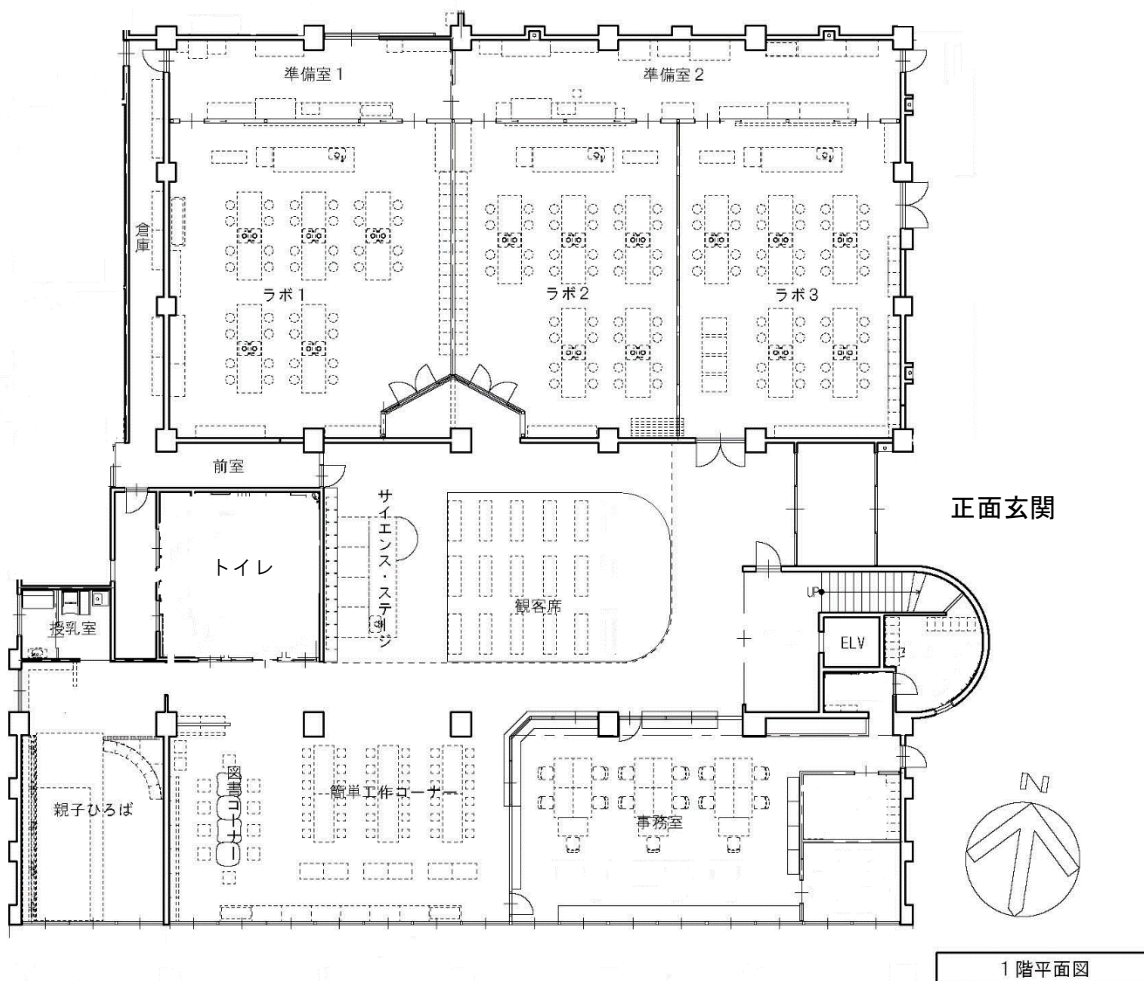 準備室1
準備室2
倉庫
ラボ1
ラボ2
ラボ3
前室
正面玄関
トイレ
サイエンス・ステージ
観客席
UP
授乳室
ELV
図書コーナー
簡単工作コーナー
親子ひろば
事務室
N
1階平面図